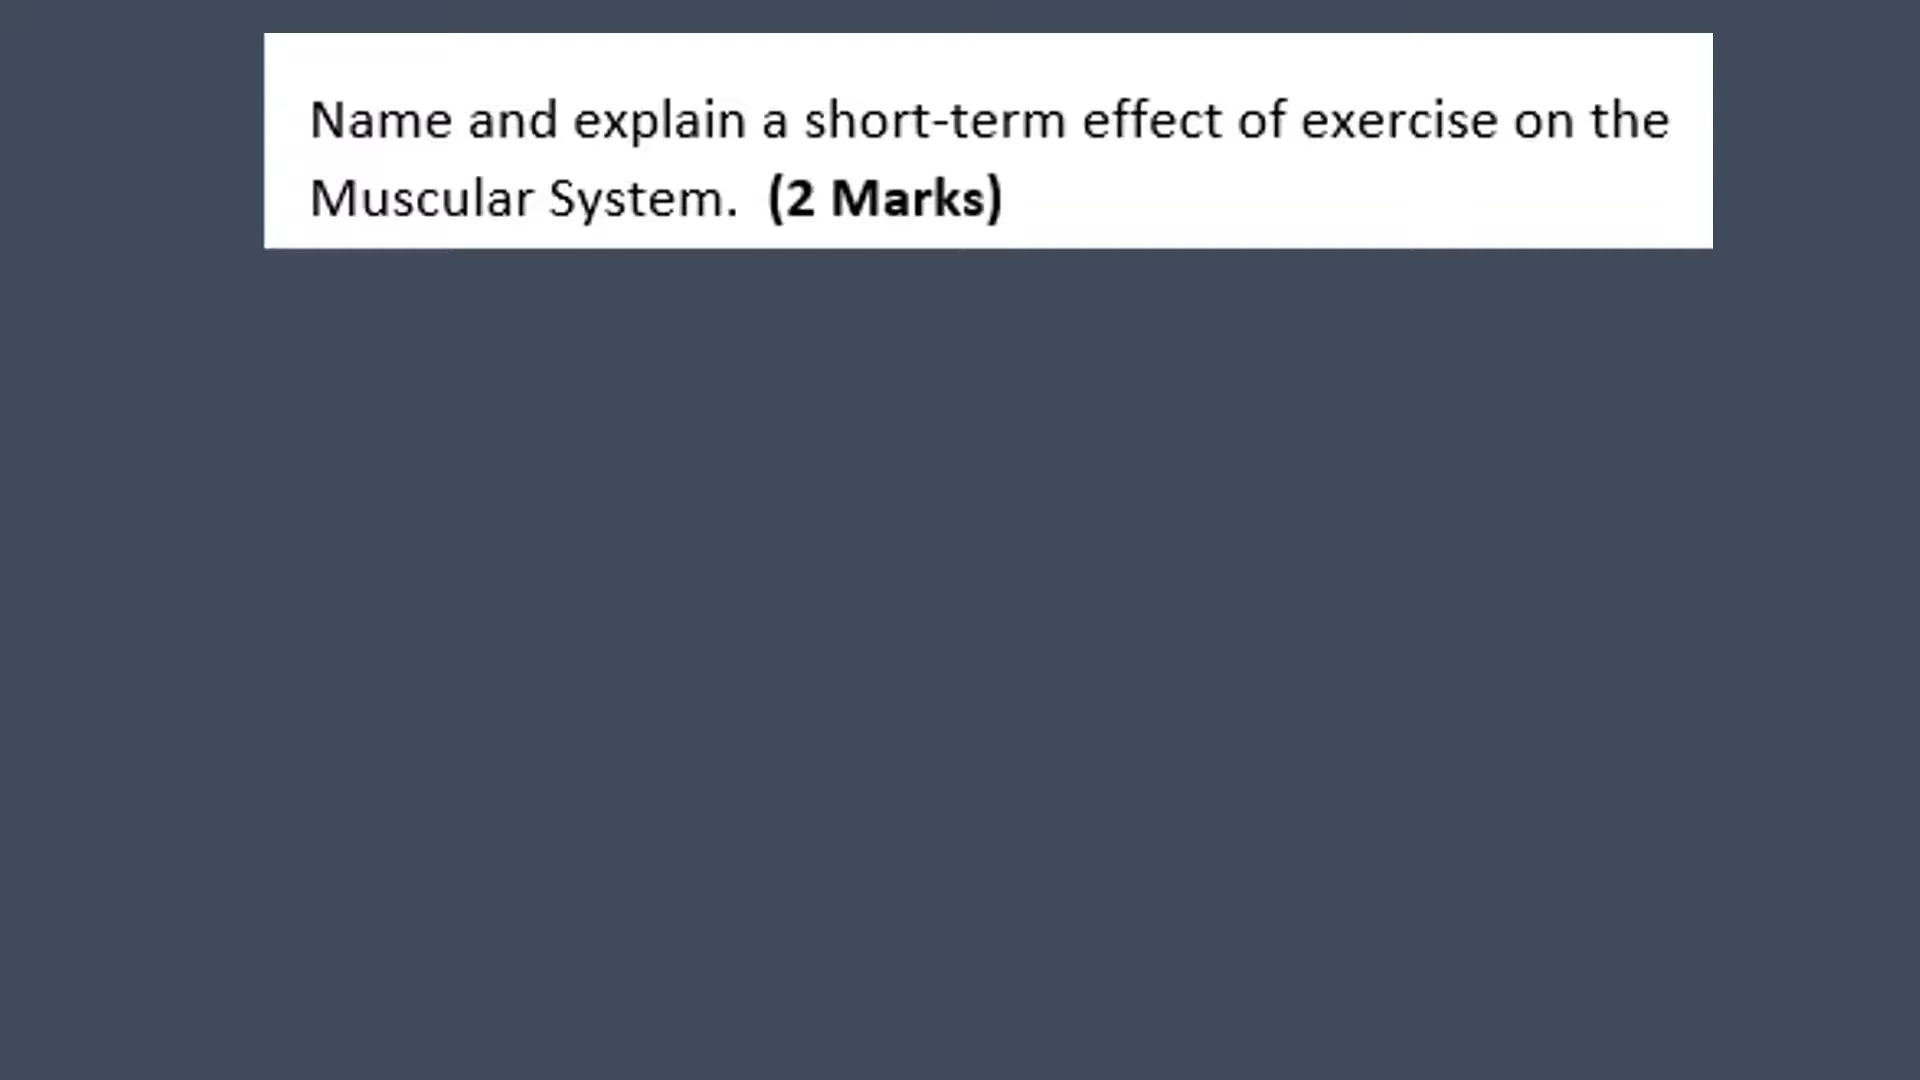 Name and explain a short-term effect of exercise on the
Muscular System. (2 Marks)